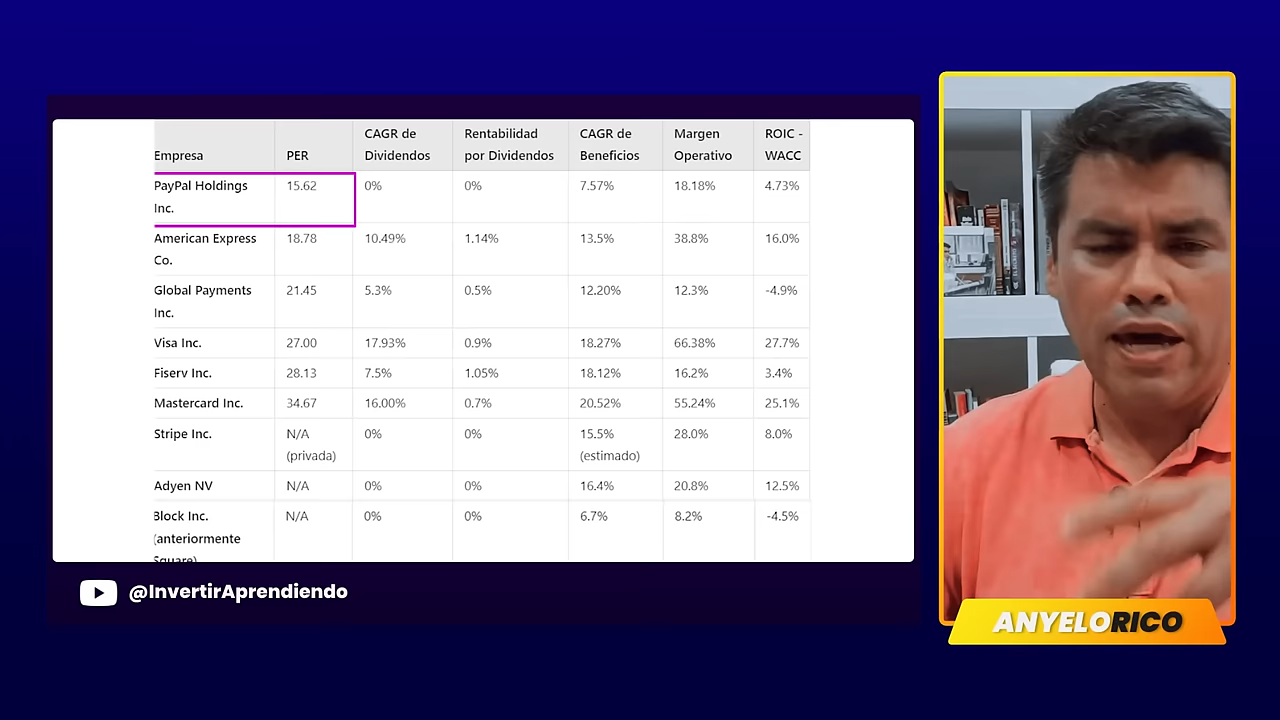 Empresa PER CAGR de Dividendos Rentabilidad por Dividendos CAGR de Beneficios Margen Operativo ROIC - WACC
PayPal Holdings Inc. 15.62 0% 0% 7.57% 18.18% 4.73%
American Express Co. 18.78 10.49% 1.14% 13.5% 38.8% 16.0%
Global Payments Inc. 21.45 5.3% 0.5% 12.20% 12.3% -4.9%
Visa Inc. 27.00 17.93% 0.9% 18.27% 66.38% 27.7%
Fiserv Inc. 28.13 7.5% 1.05% 18.12% 16.2% 3.4%
Mastercard Inc. 34.67 16.00% 0.7% 20.52% 55.24% 25.1%
Stripe Inc. N/A (privada) 0% 0% 15.5% (estimado) 28.0% 8.0%
Adyen NV N/A 0% 0% 16.4% 20.8% 12.5%
Block Inc. (anteriormente Square) N/A 0% 0% 6.7% 8.2% -4.5%
@InvertirAprendiendo
ANYELORICO